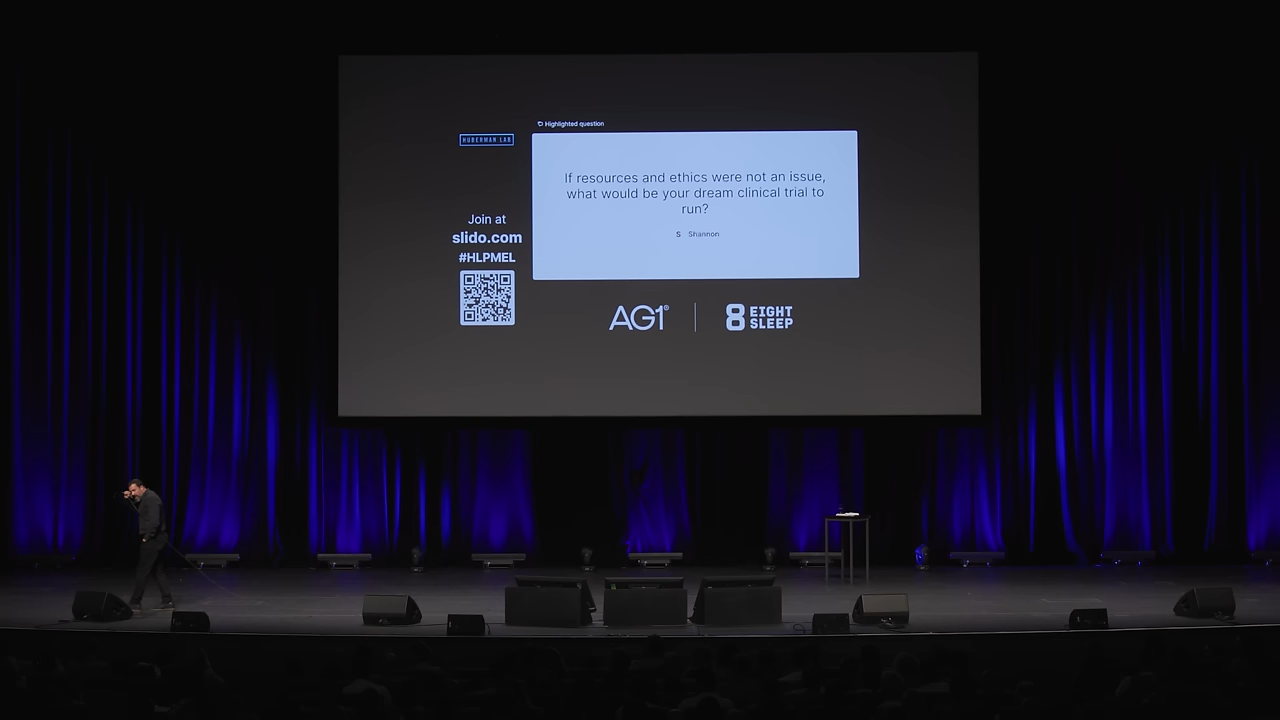 Highlighted question
HUBERMAN LAB
If resources and ethics were not an issue,
what would be your dream clinical trial to
run?
S Shannon
Join at
slido.com
#HLPMEL
AG1®
8 EIGHT
SLEEP